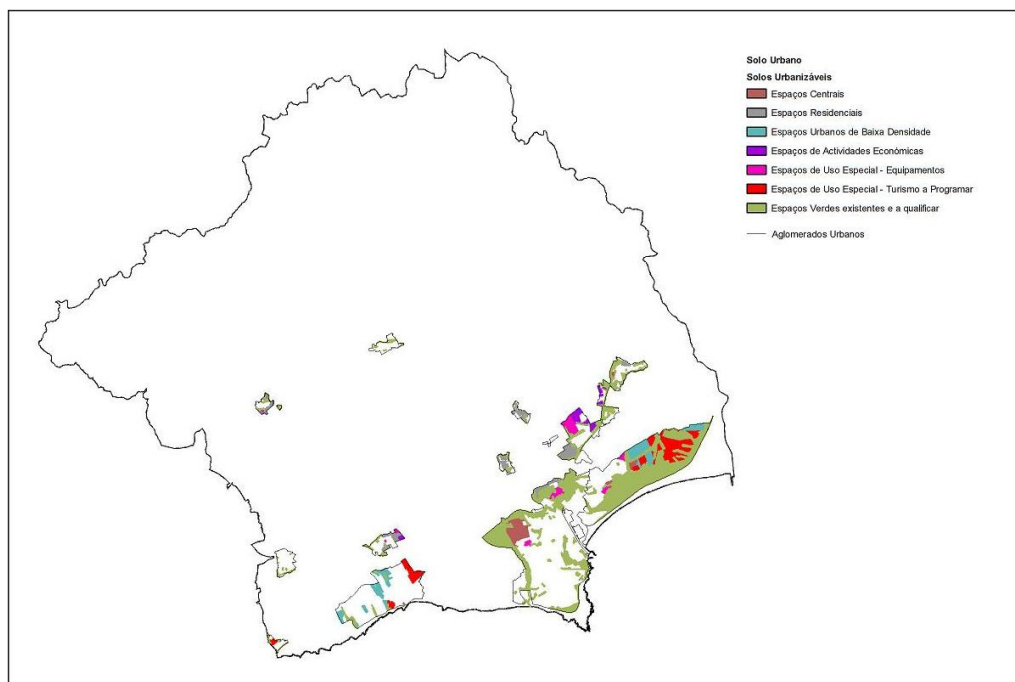 Solo Urbano
Solos Urbanizáveis
Espaços Centrais
Espaços Residenciais
Espaços Urbanos de Baixa Densidade
Espaços de Actividades Económicas
Espaços de Uso Especial - Equipamentos
Espaços de Uso Especial - Turismo a Programar
Espaços Verdes existentes e a qualificar
Aglomerados Urbanos